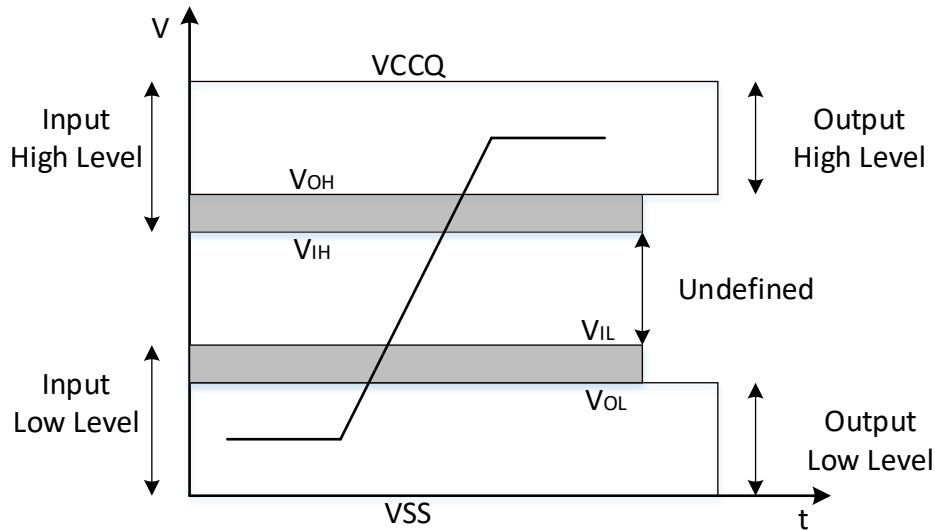 V
VCCQ
Input
High Level
Output
High Level
VOH
VIH
Undefined
VIL
Input
Low Level
VOL
Output
Low Level
VSS
t